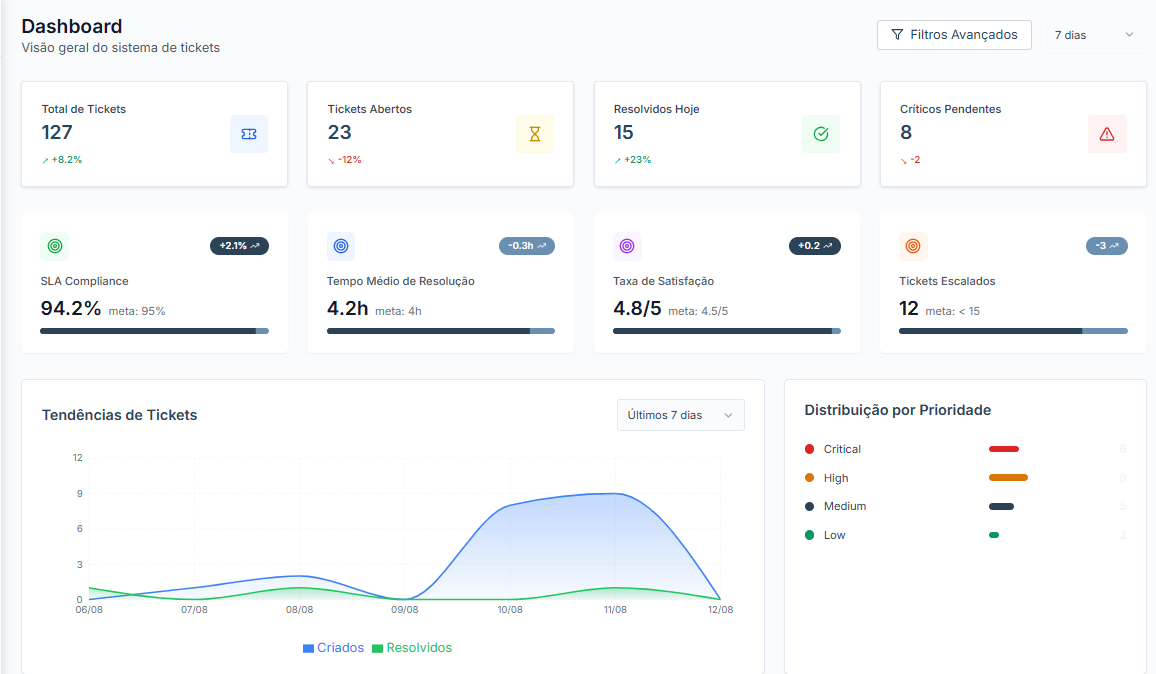 Dashboard
Visão geral do sistema de tickets
Filtros Avançados
7 dias
Total de Tickets
127
+8.2%
Tickets Abertos
23
-12%
Resolvidos Hoje
15
+23%
Críticos Pendentes
8
-2
+2.1%
SLA Compliance
94.2% meta: 95%
-0.3h
Tempo Médio de Resolução
4.2h meta: 4h
+0.2
Taxa de Satisfação
4.8/5 meta: 4.5/5
-3
Tickets Escalados
12 meta: < 15
Tendências de Tickets
Últimos 7 dias
12
9
6
3
0
06/08 07/08 08/08 09/08 10/08 11/08 12/08
Criados Resolvidos
Distribuição por Prioridade
Critical
High
Medium
Low